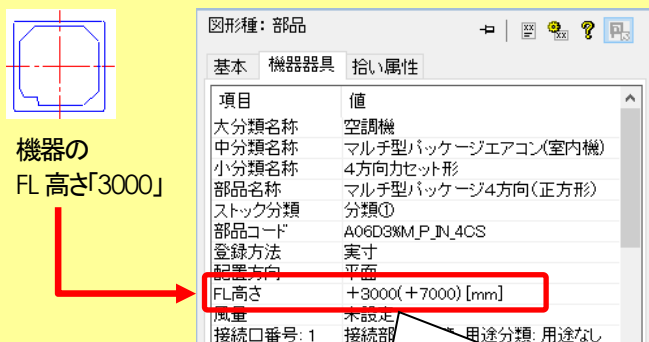 図形種: 部品
基本 機器器具 拾い属性
項目 値
大分類名称 空調機
中分類名称 マルチ型パッケージエアコン(室内機)
小分類名称 4方向カセット形
部品名称 マルチ型パッケージ4方向(正方形)
ストック分類 分類①
部品コード A06D3%M_P_IN_4CS
登録方法 実寸
配置方向 平面
FL高さ +3000(+7000) [mm]
風量 未設定
接続口番号: 1 接続部 用途分類: 用途なし
機器の
FL 高さ「3000」